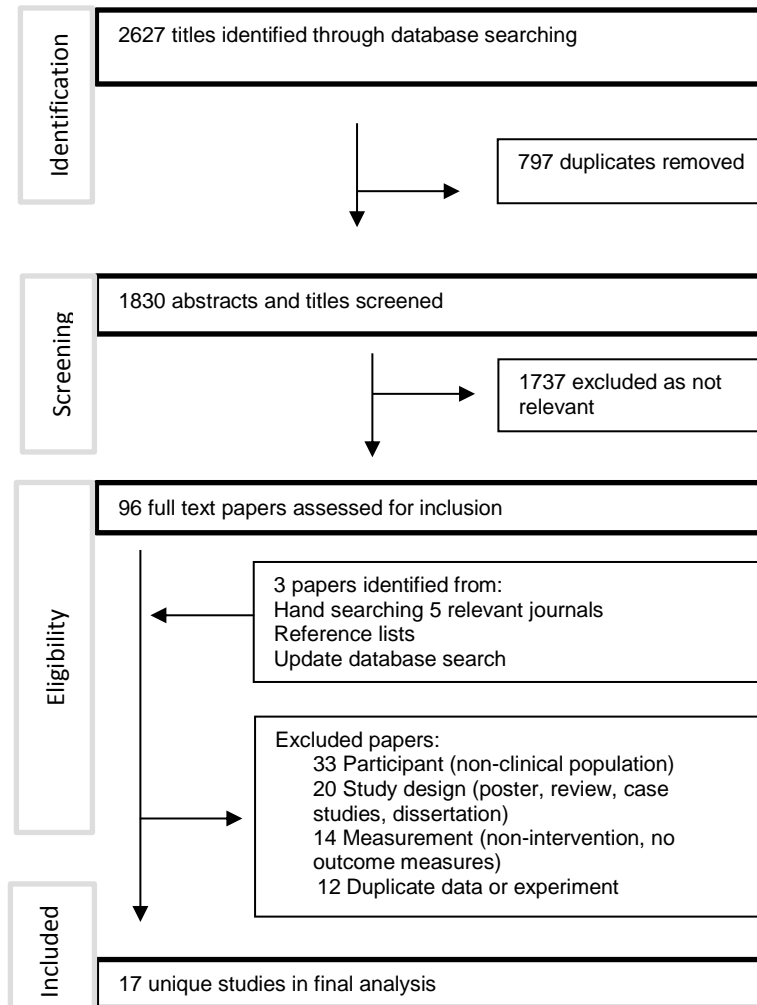 Identification
2627 titles identified through database searching
797 duplicates removed
Screening
1830 abstracts and titles screened
1737 excluded as not
relevant
Eligibility
96 full text papers assessed for inclusion
3 papers identified from:
Hand searching 5 relevant journals
Reference lists
Update database search
Excluded papers:
33 Participant (non-clinical population)
20 Study design (poster, review, case
studies, dissertation)
14 Measurement (non-intervention, no
outcome measures)
12 Duplicate data or experiment
Included
17 unique studies in final analysis